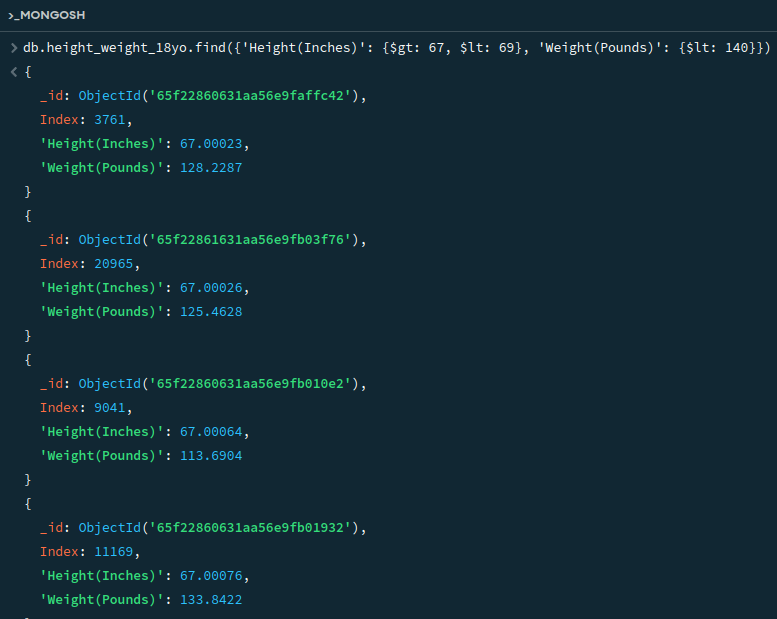 >_MONGOSH
> db.height_weight_18yo.find({'Height(Inches)': {$gt: 67, $lt: 69}, 'Weight(Pounds)': {$lt: 140}})
< {
_id: ObjectId('65f22860631aa56e9faffc42'),
Index: 3761,
'Height(Inches)': 67.00023,
'Weight(Pounds)': 128.2287
}
{
_id: ObjectId('65f22861631aa56e9fb03f76'),
Index: 20965,
'Height(Inches)': 67.00026,
'Weight(Pounds)': 125.4628
}
{
_id: ObjectId('65f22860631aa56e9fb010e2'),
Index: 9041,
'Height(Inches)': 67.00064,
'Weight(Pounds)': 113.6904
}
{
_id: ObjectId('65f22860631aa56e9fb01932'),
Index: 11169,
'Height(Inches)': 67.00076,
'Weight(Pounds)': 133.8422